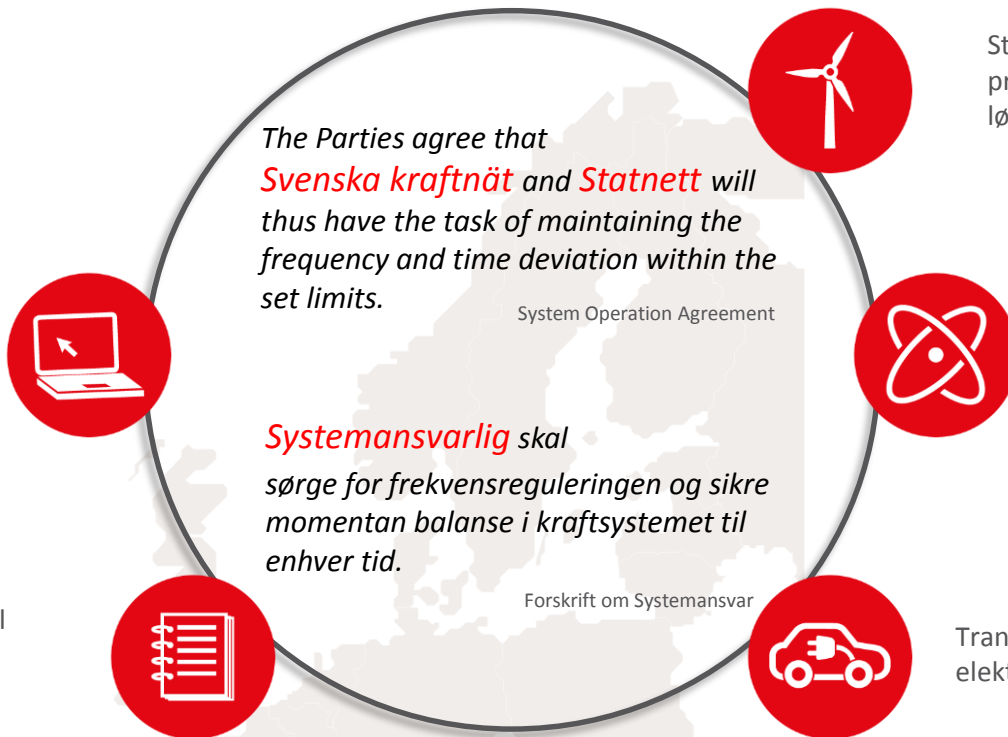 The Parties agree that
Svenska kraftnät and Statnett will
thus have the task of maintaining the
frequency and time deviation within the
set limits.
System Operation Agreement
Systemansvarlig skal
sørge for frekvensreguleringen og sikre
momentan balanse i kraftsystemet til
enhver tid.
Forskrift om Systemansvar